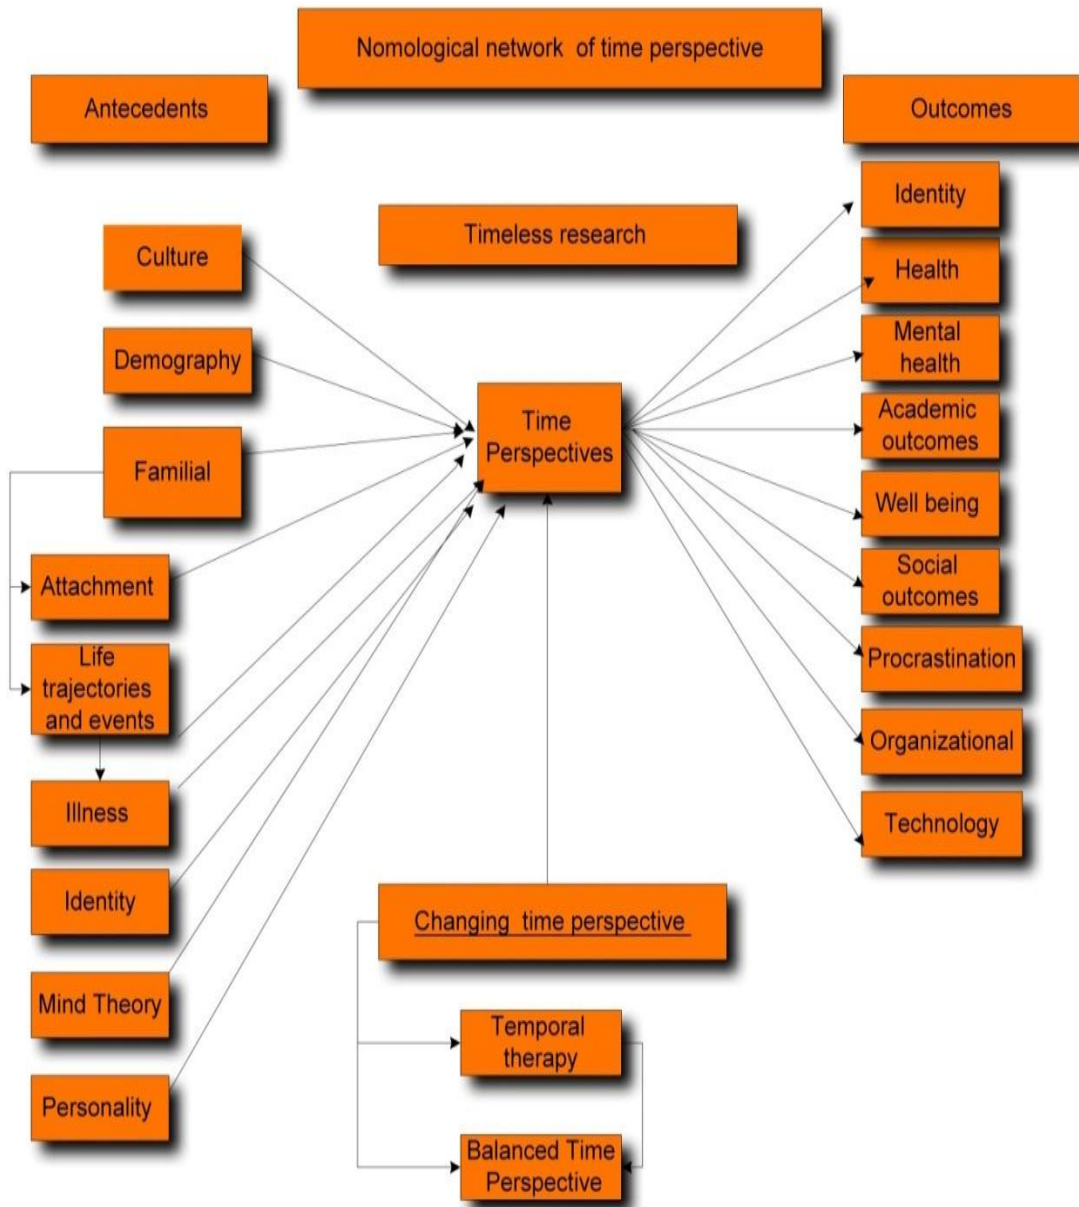 Nomological network of time perspective
Antecedents
Outcomes
Timeless research
Culture
Demography
Familial
Attachment
Life
trajectories
and events
Illness
Identity
Mind Theory
Personality
Time
Perspectives
Changing time perspective
Temporal
therapy
Balanced Time
Perspective
Identity
Health
Mental
health
Academic
outcomes
Well being
Social
outcomes
Procrastination
Organizational
Technology